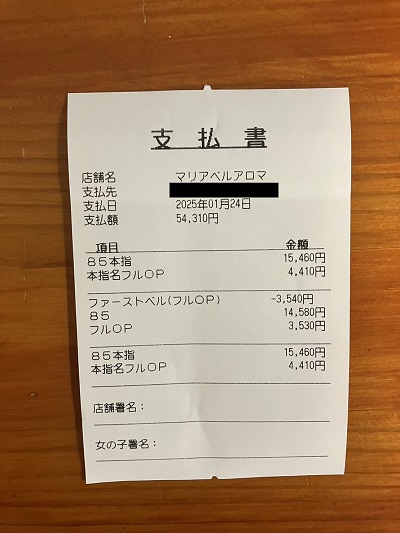 支払書
店舗名 マリアベルアロマ
支払先
支払日 2025年01月24日
支払額 54,310円
項目 金額
85本指 15,460円
本指名フルOP 4,410円
ファーストベル(フルOP) -3,540円
85 14,580円
フルOP 3,530円
85本指 15,460円
本指名フルOP 4,410円
店舗署名：
女の子署名：